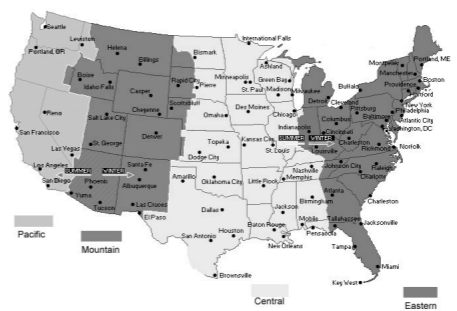 Seattle
International Falls
Portland, OR
Lewiston
Helena
Bismark
Ashland
Portland, ME
Montpelier
Billings
Minneapolis
Green Bay
Manchester
Boise
Idaho Falls
Rapid City
Pierre
St. Paul
Madison
Milwaukee
Buffalo
Providence
Boston
Hartford
Casper
Scottsbluff
Detroit
Cleveland
New York
Cheyenne
Des Moines
Chicago
Pittsburg
Philadelphia
Reno
Salt Lake City
Omaha
Columbus
Baltimore
Atlantic City
San Francisco
Denver
Indianapolis
Cincinnati
Washington, DC
Topeka
Kansas City
SUMMER
WINTER
Charleston
Las Vegas
St. George
Dodge City
St. Louis
Louisville
Richmond
Norfolk
Los Angeles
SUMMER
WINTER
Santa Fe
Nashville
Johnson City
Raleigh
San Diego
Phoenix
Albuquerque
Amarillo
Oklahoma City
Little Rock
Memphis
Charlotte
Yuma
Birmingham
Atlanta
Tucson
Las Cruces
Dallas
Jackson
Charleston
El Paso
Mobile
Tallahassee
Jacksonville
Pacific
San Antonio
Houston
Baton Rouge
Pensacola
Mountain
New Orleans
Tampa
Brownsville
Miami
Key West
Central
Eastern